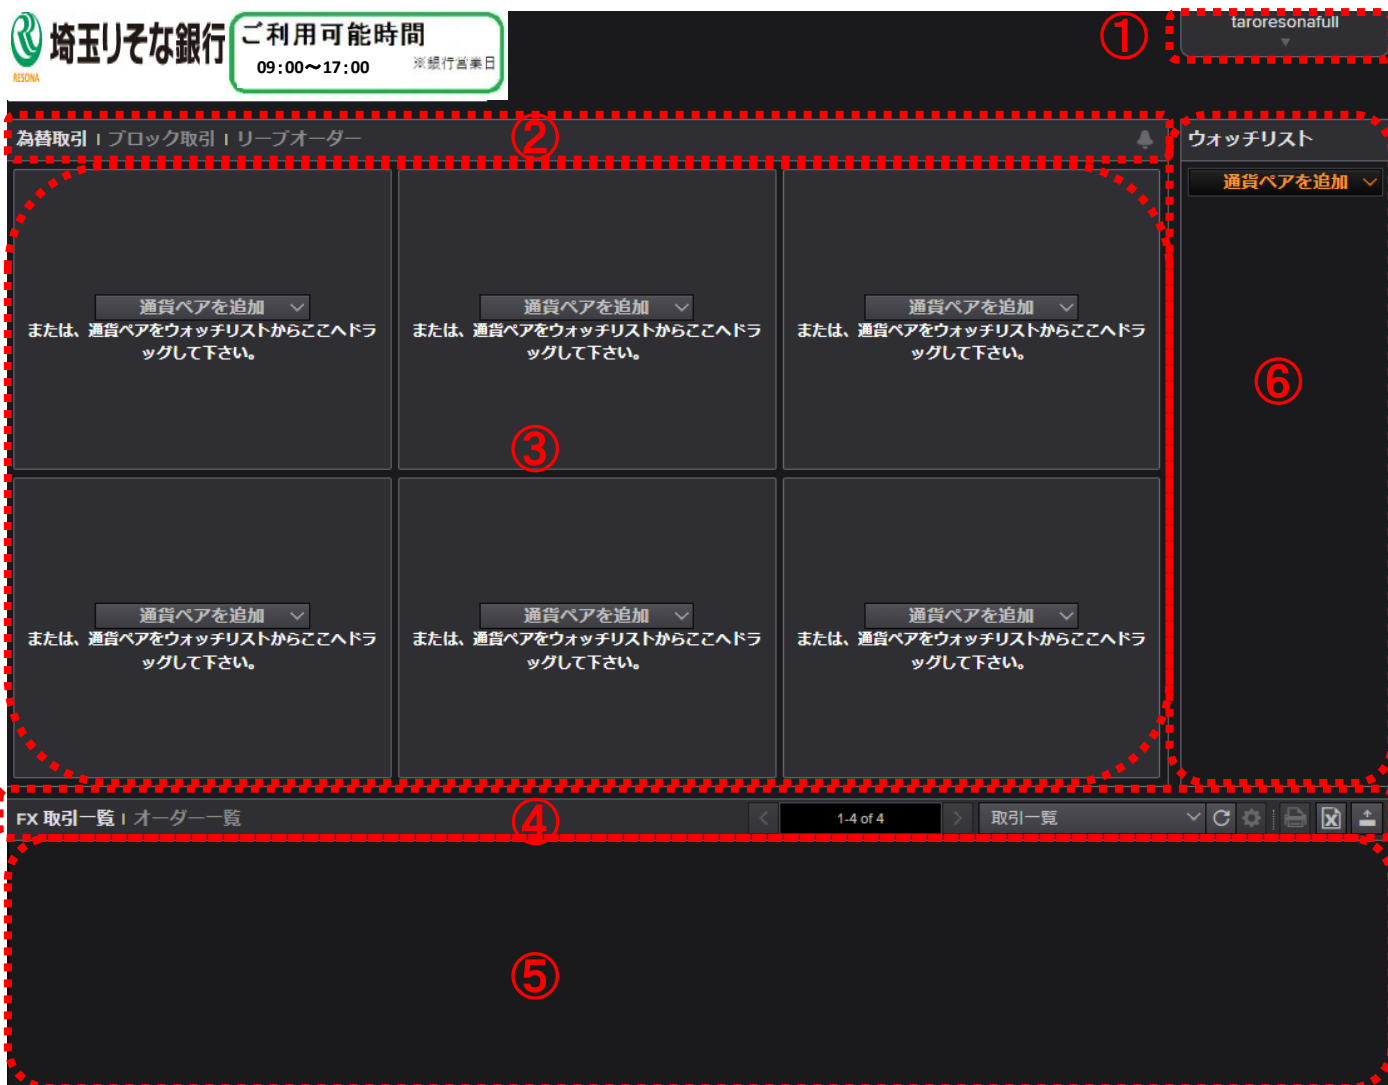 埼玉りそな銀行
RESONA
ご利用可能時間
09:00〜17:00 ※銀行営業日
① taroresonafull
為替取引 | ブロック取引 | リーブオーダー ②
ウォッチリスト
通貨ペアを追加
通貨ペアを追加
または、通貨ペアをウォッチリストからここへドラ
ッグして下さい。
通貨ペアを追加
または、通貨ペアをウォッチリストからここへドラ
ッグして下さい。
通貨ペアを追加
または、通貨ペアをウォッチリストからここへドラ
ッグして下さい。
⑥
③
通貨ペアを追加
または、通貨ペアをウォッチリストからここへドラ
ッグして下さい。
通貨ペアを追加
または、通貨ペアをウォッチリストからここへドラ
ッグして下さい。
通貨ペアを追加
または、通貨ペアをウォッチリストからここへドラ
ッグして下さい。
FX 取引一覧 | オーダー一覧 ④ 1-4 of 4 取引一覧
⑤